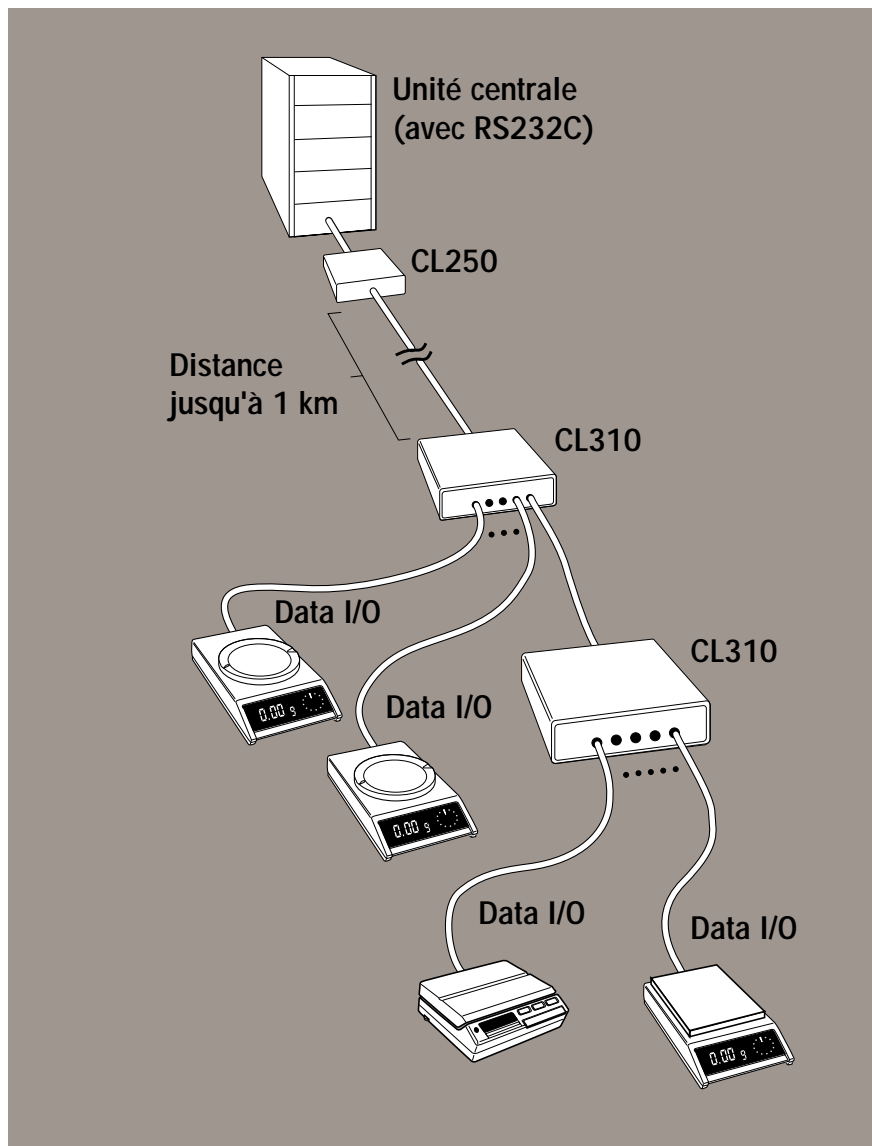 Unité centrale
(avec RS232C)
CL250
Distance
jusqu'à 1 km
CL310
Data I/O
CL310
Data I/O
0.00 g
0.00 g
Data I/O
Data I/O
0.00 g